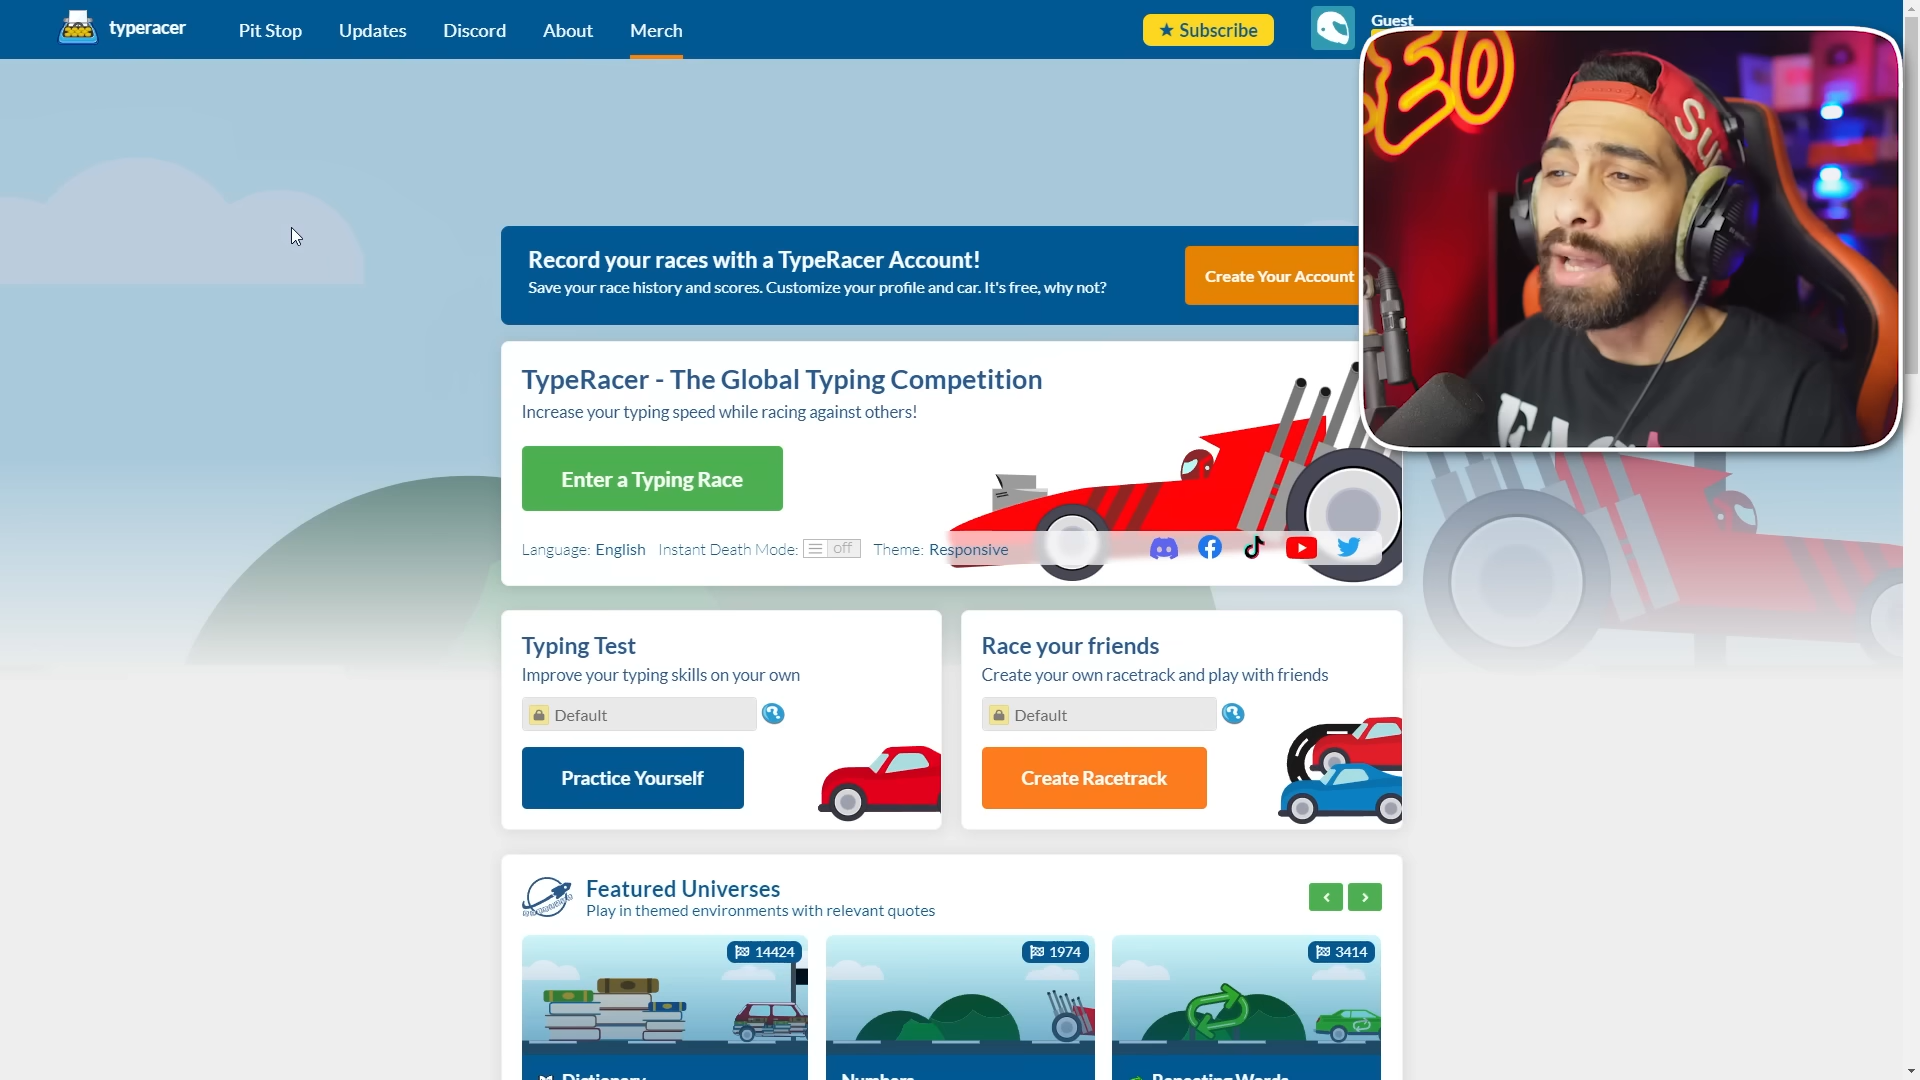 typeracer
Pit Stop
Updates
Discord
About
Merch
★ Subscribe
Guest
Record your races with a TypeRacer Account!
Save your race history and scores. Customize your profile and car. It's free, why not?
Create Your Account
TypeRacer - The Global Typing Competition
Increase your typing speed while racing against others!
Enter a Typing Race
Language: English
Instant Death Mode: off
Theme: Responsive
Typing Test
Improve your typing skills on your own
Default
Practice Yourself
Race your friends
Create your own racetrack and play with friends
Default
Create Racetrack
Featured Universes
Play in themed environments with relevant quotes
14424
1974
3414
Dictionary
Numbers
Repeating Words